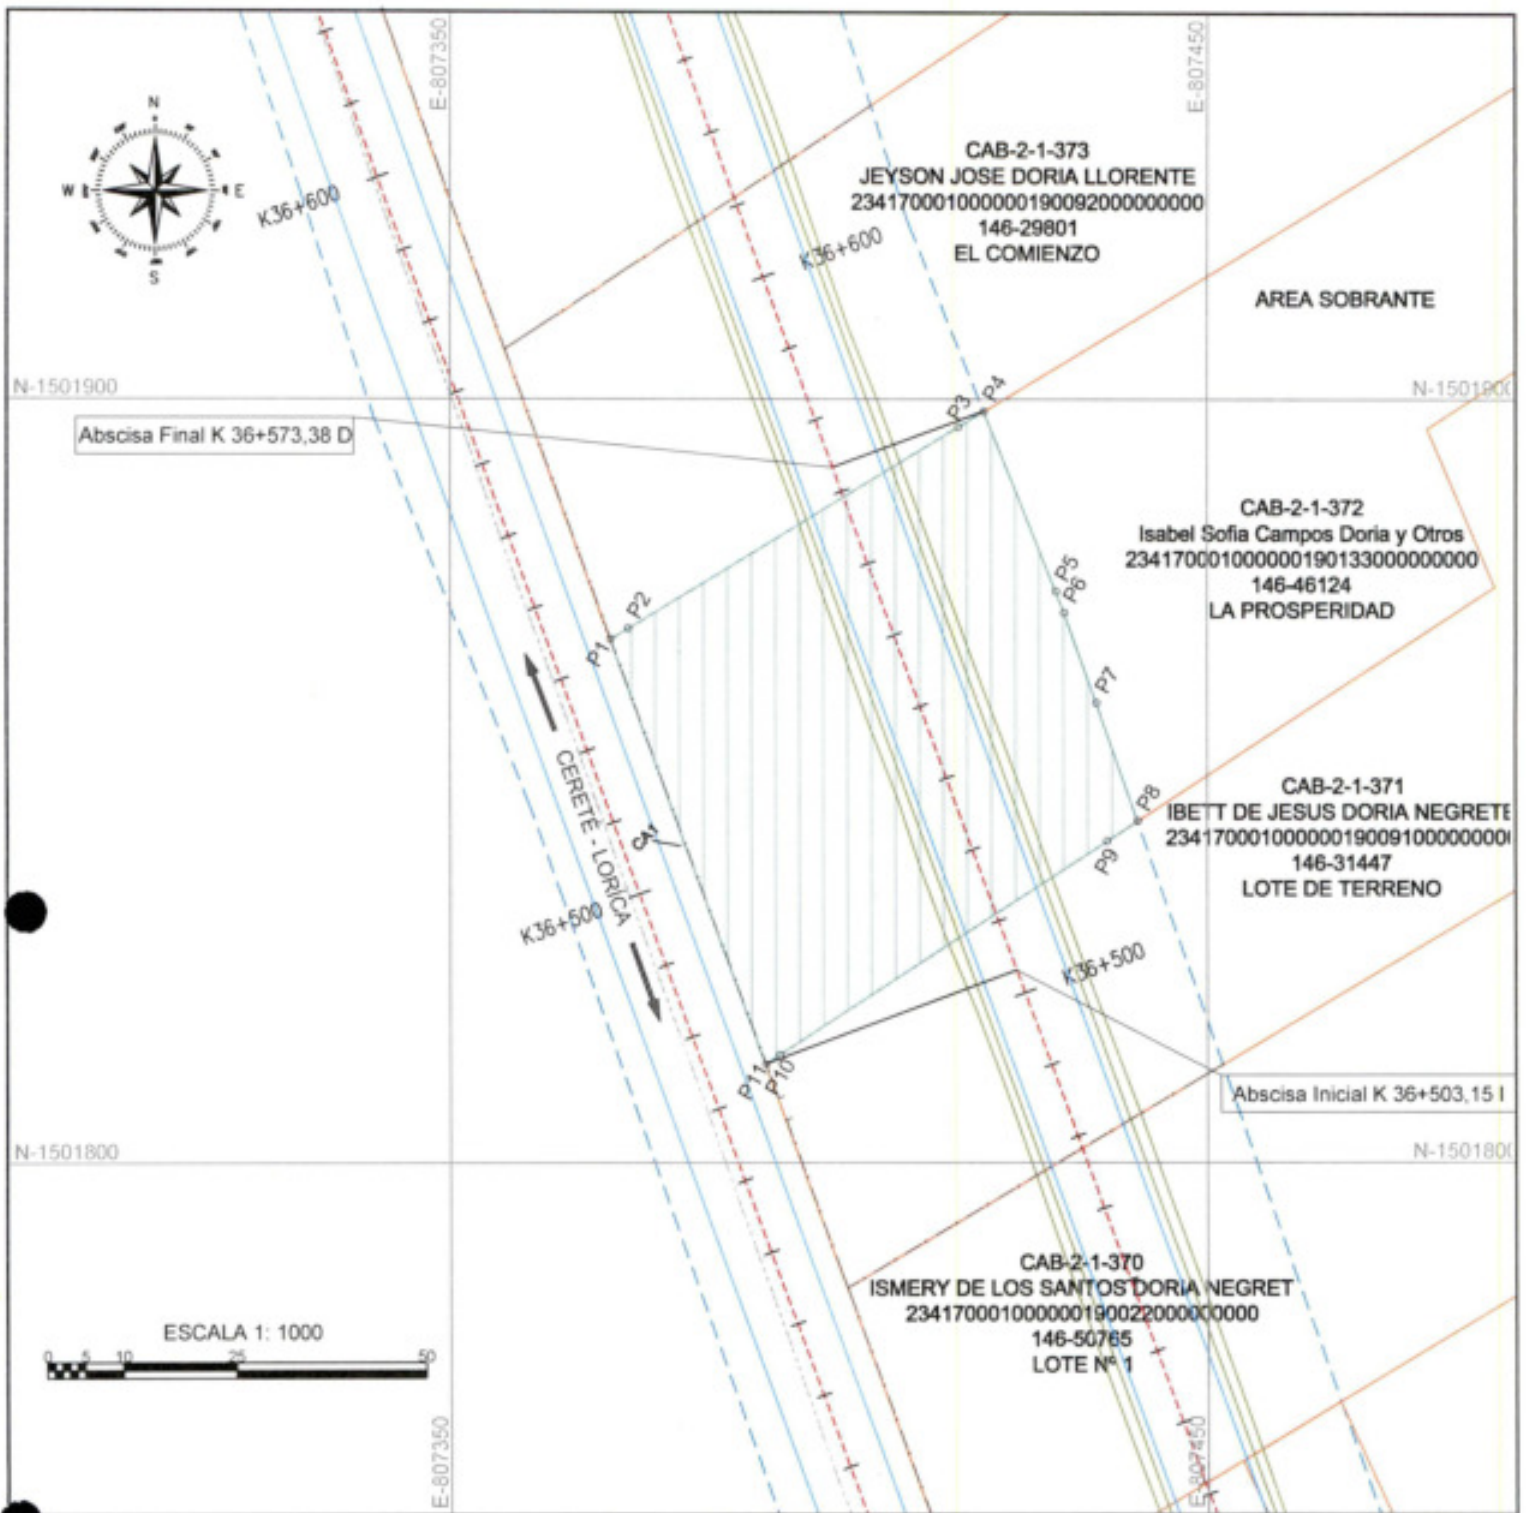 E-807350
E-807450
N
W
E
S
K36+600
K36+600
CAB-2-1-373
JEYSON JOSE DORIA LLORENTE
234170001000000190092000000000
146-29801
EL COMIENZO
AREA SOBRANTE
N-1501900
N-1501900
Abscisa Final K 36+573,38 D
P3
P4
CAB-2-1-372
Isabel Sofia Campos Doria y Otros
234170001000000190133000000000
146-46124
LA PROSPERIDAD
P5
P6
P1
P2
P7
P8
P9
CAB-2-1-371
IBETT DE JESUS DORIA NEGRETE
23417000100000019009100000000
146-31447
LOTE DE TERRENO
CERETÉ - LORICA
CA1
K36+500
K36+500
P11
P10
Abscisa Inicial K 36+503,15 I
N-1501800
N-1501800
CAB-2-1-370
ISMERY DE LOS SANTOS DORIA NEGRET
234170001000000190022000000000
146-50765
LOTE Nº 1
ESCALA 1: 1000
0 5 10 25 50
E-807350
E-807450